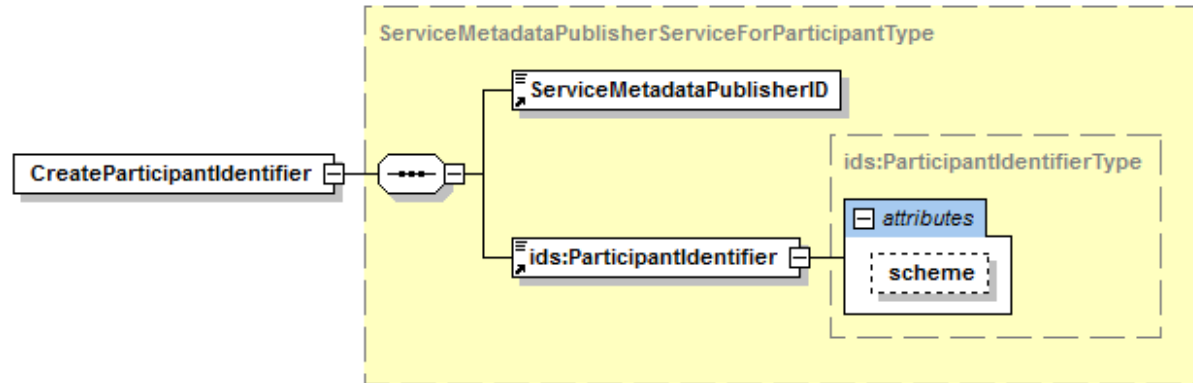 ServiceMetadataPublisherServiceForParticipantType
ServiceMetadataPublisherID
CreateParticipantIdentifier
ids:ParticipantIdentifierType
attributes
ids:ParticipantIdentifier
scheme